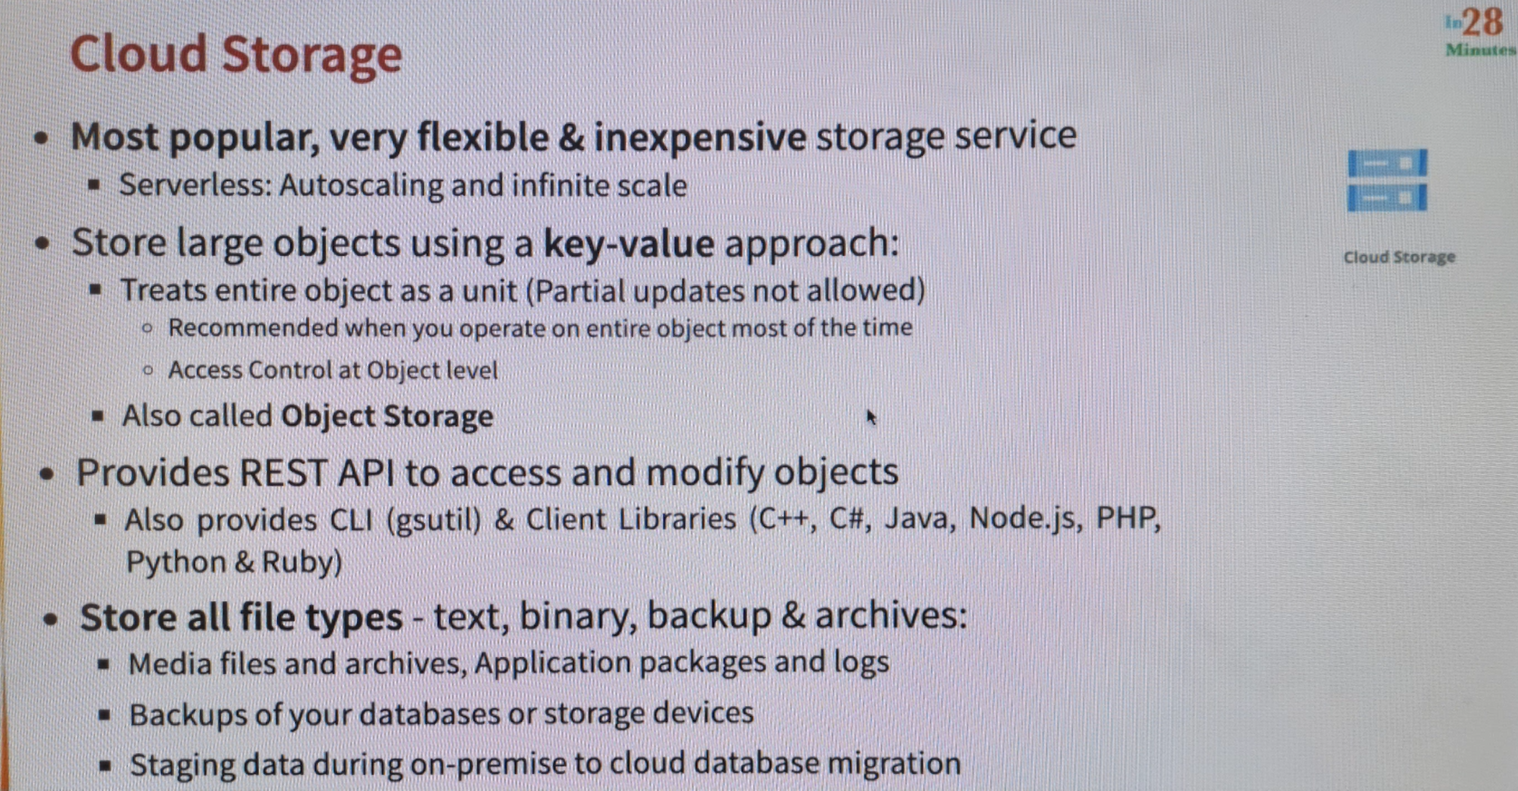 In28
Minutes
Cloud Storage
• Most popular, very flexible & inexpensive storage service
▪ Serverless: Autoscaling and infinite scale
• Store large objects using a key-value approach:
▪ Treats entire object as a unit (Partial updates not allowed)
◦ Recommended when you operate on entire object most of the time
◦ Access Control at Object level
▪ Also called Object Storage
• Provides REST API to access and modify objects
▪ Also provides CLI (gsutil) & Client Libraries (C++, C#, Java, Node.js, PHP,
Python & Ruby)
• Store all file types - text, binary, backup & archives:
▪ Media files and archives, Application packages and logs
▪ Backups of your databases or storage devices
▪ Staging data during on-premise to cloud database migration
Cloud Storage